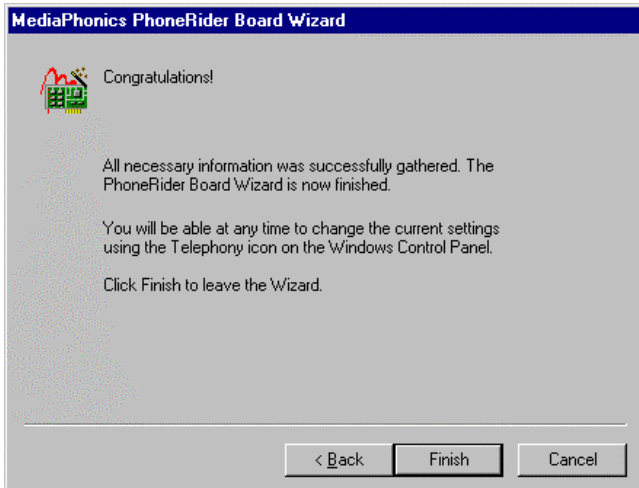 MediaPhonics PhoneRider Board Wizard
Congratulations!
All necessary information was successfully gathered. The
PhoneRider Board Wizard is now finished.
You will be able at any time to change the current settings
using the Telephony icon on the Windows Control Panel.
Click Finish to leave the Wizard.
< Back
Finish
Cancel